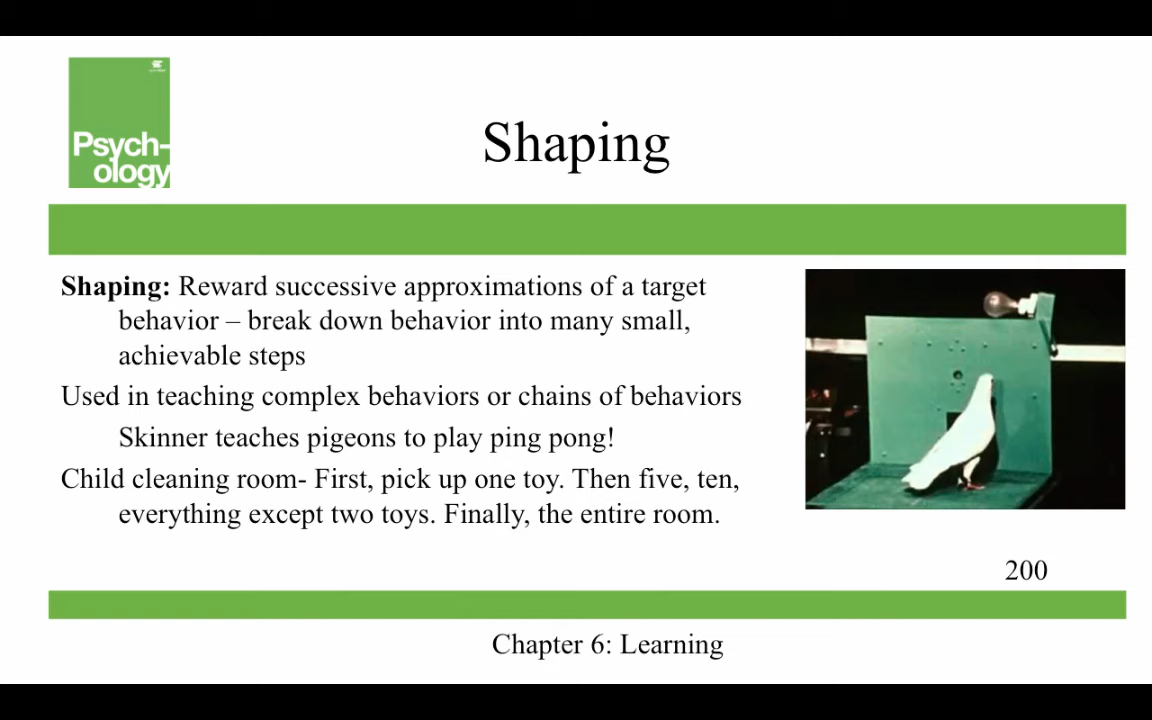 Psych-
ology
Shaping
Shaping: Reward successive approximations of a target
behavior – break down behavior into many small,
achievable steps
Used in teaching complex behaviors or chains of behaviors
Skinner teaches pigeons to play ping pong!
Child cleaning room- First, pick up one toy. Then five, ten,
everything except two toys. Finally, the entire room.
200
Chapter 6: Learning